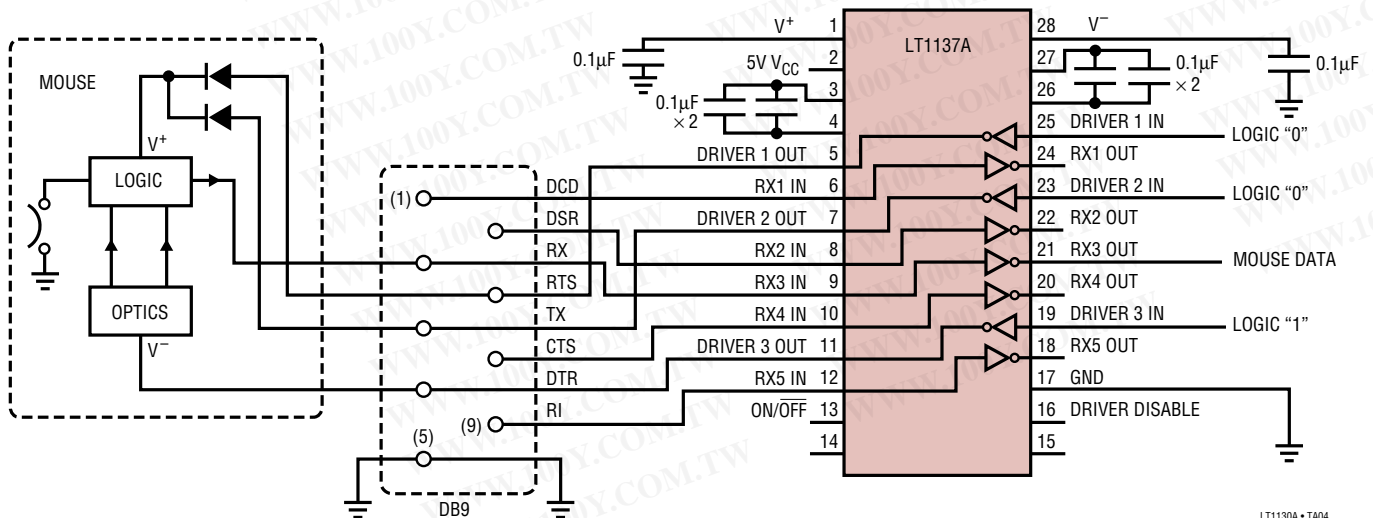 MOUSE
V+
LOGIC
OPTICS
V−
(1)
DCD
DSR
RX
RTS
TX
CTS
DTR
(9)
RI
(5)
DB9
LT1137A
V+ 1
0.1µF
2
5V VCC
3
0.1µF
× 2
4
DRIVER 1 OUT 5
RX1 IN 6
DRIVER 2 OUT 7
RX2 IN 8
RX3 IN 9
RX4 IN 10
DRIVER 3 OUT 11
RX5 IN 12
ON/OFF 13
14
28 V−
27
0.1µF
× 2
0.1µF
26
25 DRIVER 1 IN
LOGIC “0”
24 RX1 OUT
23 DRIVER 2 IN
LOGIC “0”
22 RX2 OUT
21 RX3 OUT
MOUSE DATA
20 RX4 OUT
19 DRIVER 3 IN
LOGIC “1”
18 RX5 OUT
17 GND
16 DRIVER DISABLE
15
LT1130A • TA04
WWW.100Y.COM.TW